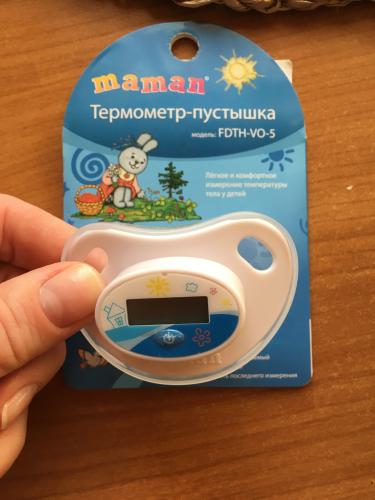 maman®
Термометр-пустышка
модель: FDTH-VO-5
Лёгкое и комфортное
измерение температуры
тела у детей
последнего измерения